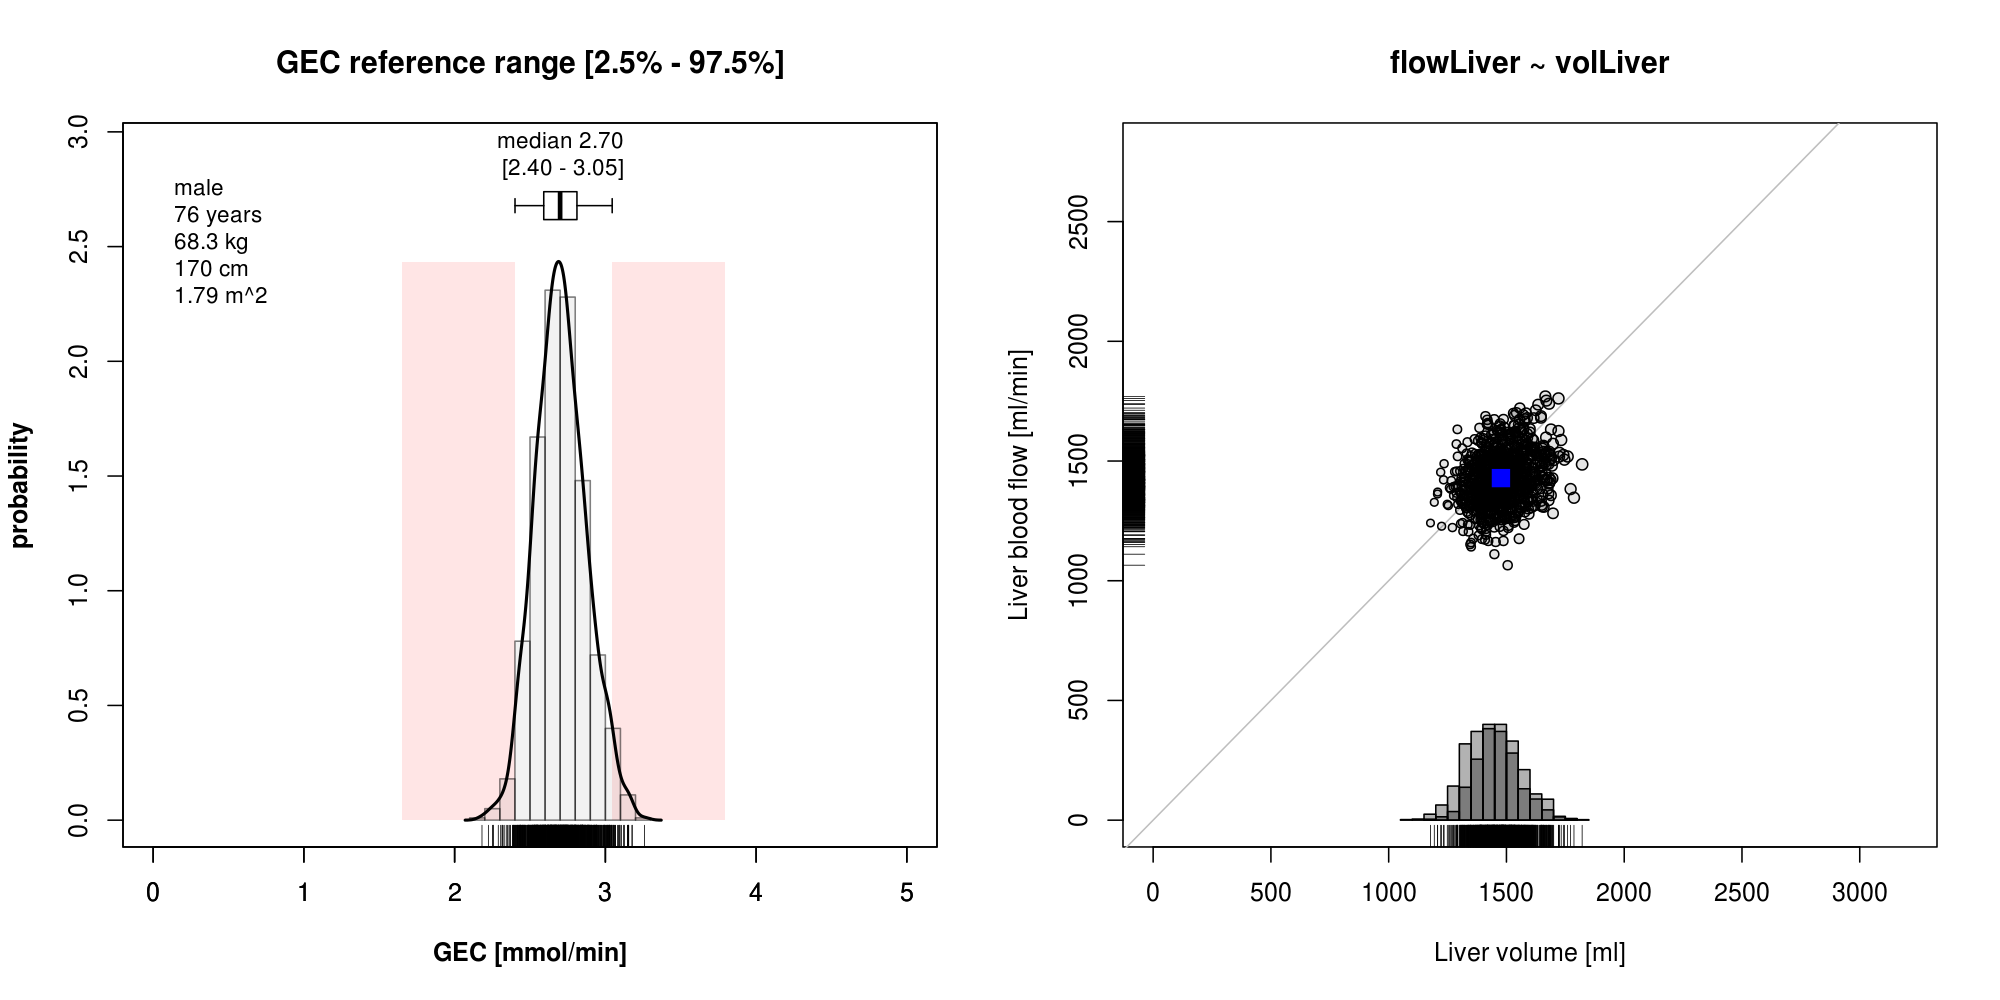 GEC reference range [2.5% - 97.5%]
median 2.70
[2.40 - 3.05]
male
76 years
68.3 kg
170 cm
1.79 m^2
probability
0.0
0.5
1.0
1.5
2.0
2.5
3.0
0 1 2 3 4 5
GEC [mmol/min]
flowLiver ~ volLiver
Liver blood flow [ml/min]
0
500
1000
1500
2000
2500
0 500 1000 1500 2000 2500 3000
Liver volume [ml]